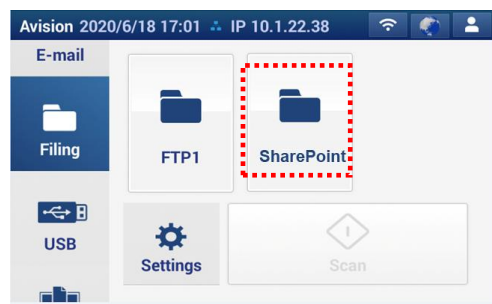 Avision 2020/6/18 17:01 IP 10.1.22.38
E-mail
Filing
FTP1
SharePoint
USB
Settings
Scan